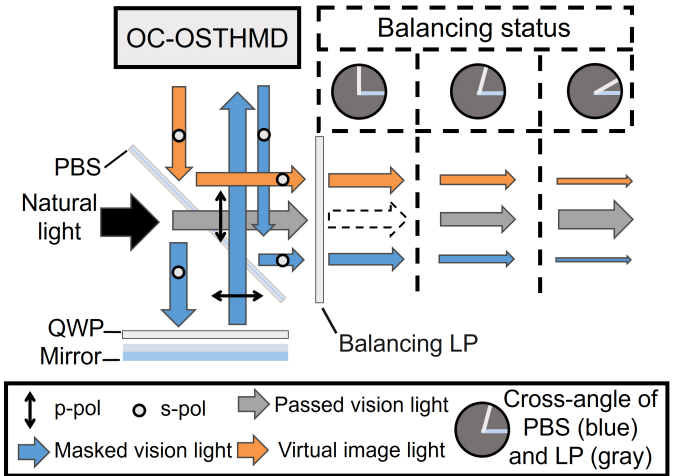 OC-OSTHMD
Balancing status
PBS
Natural
light
QWP
Mirror
Balancing LP
p-pol
s-pol
Passed vision light
Masked vision light
Virtual image light
Cross-angle of
PBS (blue)
and LP (gray)